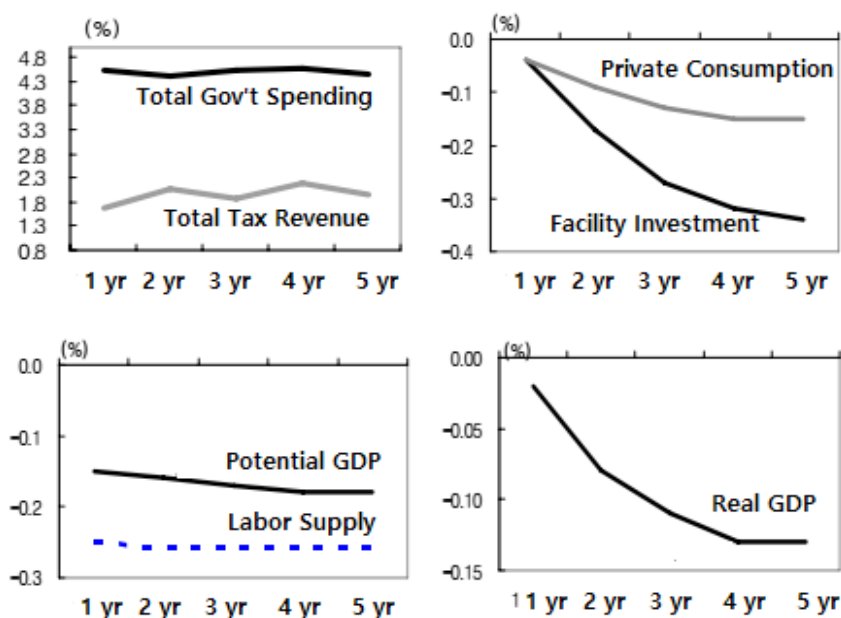 (%)
4.8
4.3
3.8
3.3
2.8
2.3
1.8
1.3
0.8
Total Gov't Spending
Total Tax Revenue
1 yr 2 yr 3 yr 4 yr 5 yr
0.0
-0.1
-0.2
-0.3
-0.4
Private Consumption
Facility Investment
1 yr 2 yr 3 yr 4 yr 5 yr
(%)
0.0
-0.1
-0.2
-0.3
Potential GDP
Labor Supply
1 yr 2 yr 3 yr 4 yr 5 yr
(%)
0.00
-0.05
-0.10
-0.15
Real GDP
1 1 yr 2 yr 3 yr 4 yr 5 yr